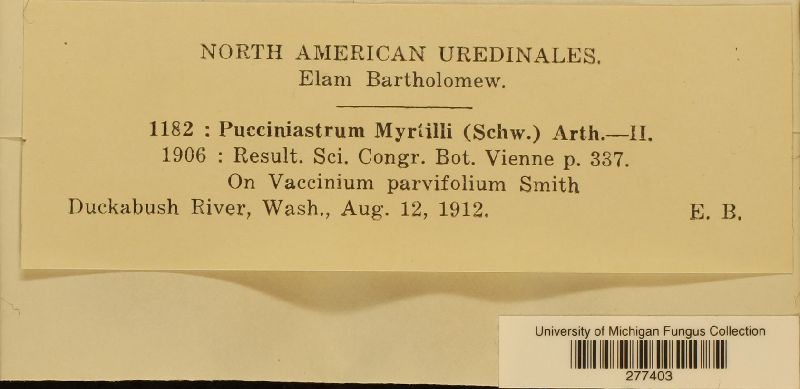 NORTH AMERICAN UREDINALES.
Elam Bartholomew.
1182 : Pucciniastrum Myrtilli (Schw.) Arth.—II.
1906 : Result. Sci. Congr. Bot. Vienne p. 337.
On Vaccinium parvifolium Smith
Duckabush River, Wash., Aug. 12, 1912. E. B.
University of Michigan Fungus Collection
277403